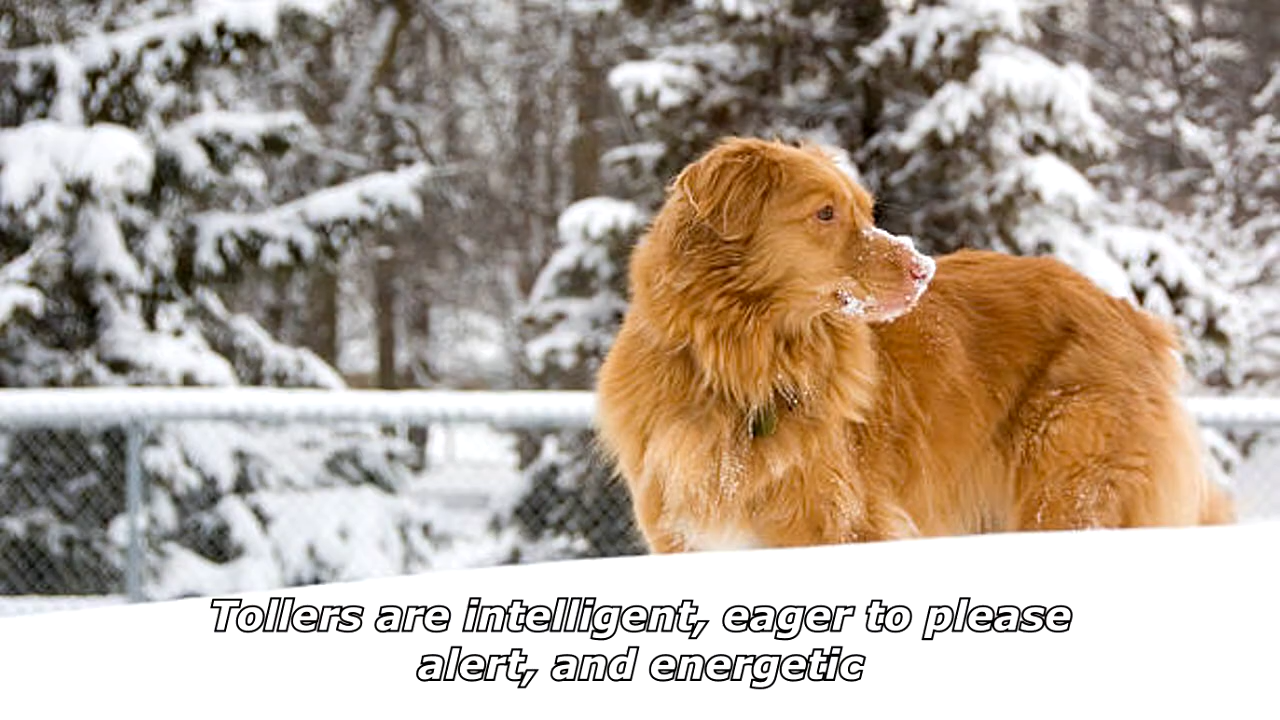 Tollers are intelligent, eager to please
alert, and energetic